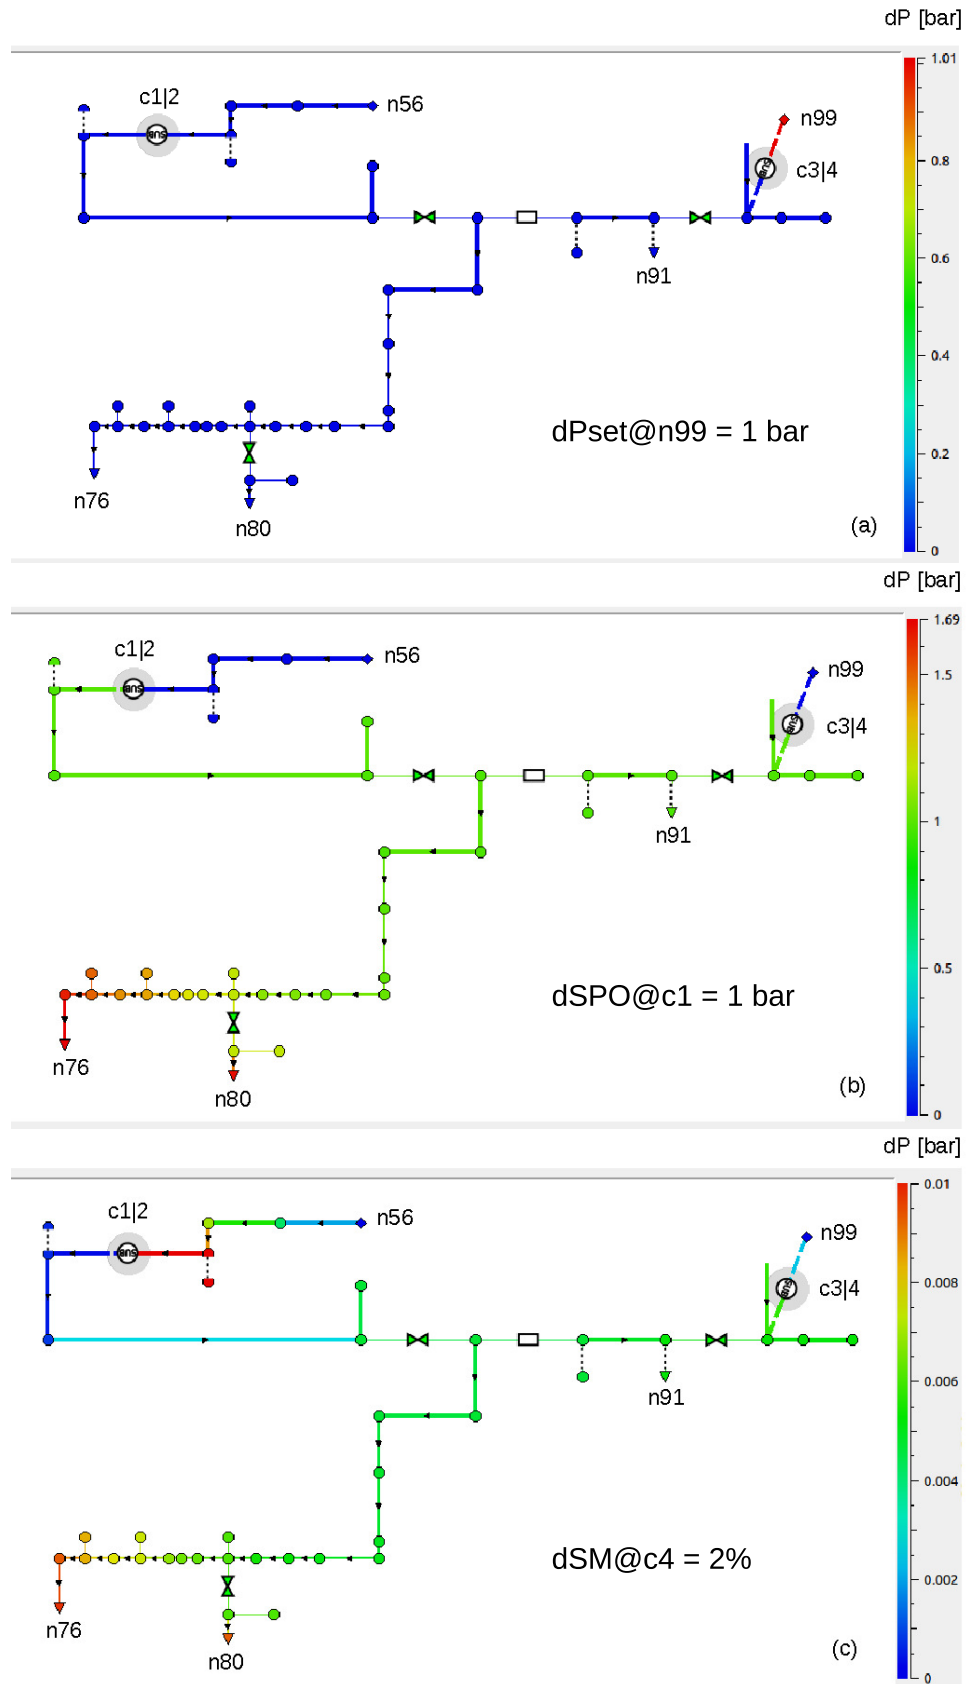 dP [bar]
1.01
c1|2
n56
n99
0.8
c3|4
0.6
n91
0.4
dPset@n99 = 1 bar
0.2
n76
n80
(a)
0
dP [bar]
1.69
c1|2
n56
n99
1.5
c3|4
1
n91
0.5
dSPO@c1 = 1 bar
n76
n80
(b)
0
dP [bar]
0.01
c1|2
n56
n99
0.008
c3|4
0.006
n91
0.004
dSM@c4 = 2%
0.002
n76
n80
(c)
0